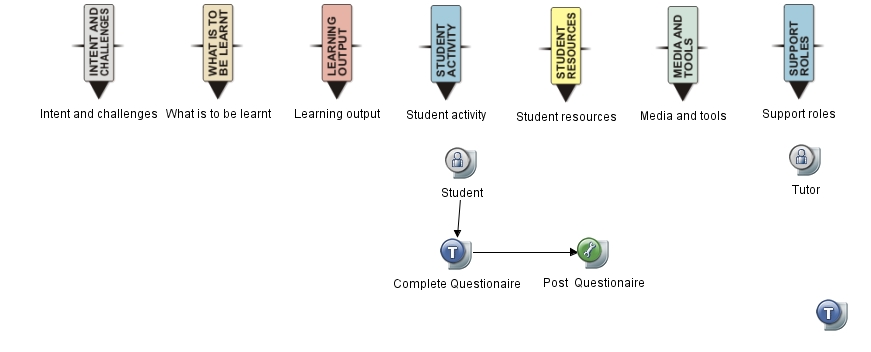 INTENT AND
CHALLENGES
WHAT IS TO
BE LEARNT
LEARNING
OUTPUT
STUDENT
ACTIVITY
STUDENT
RESOURCES
MEDIA AND
TOOLS
SUPPORT
ROLES
Intent and challenges
What is to be learnt
Learning output
Student activity
Student resources
Media and tools
Support roles
Student
Tutor
T
Complete Questionaire
Post Questionaire
T